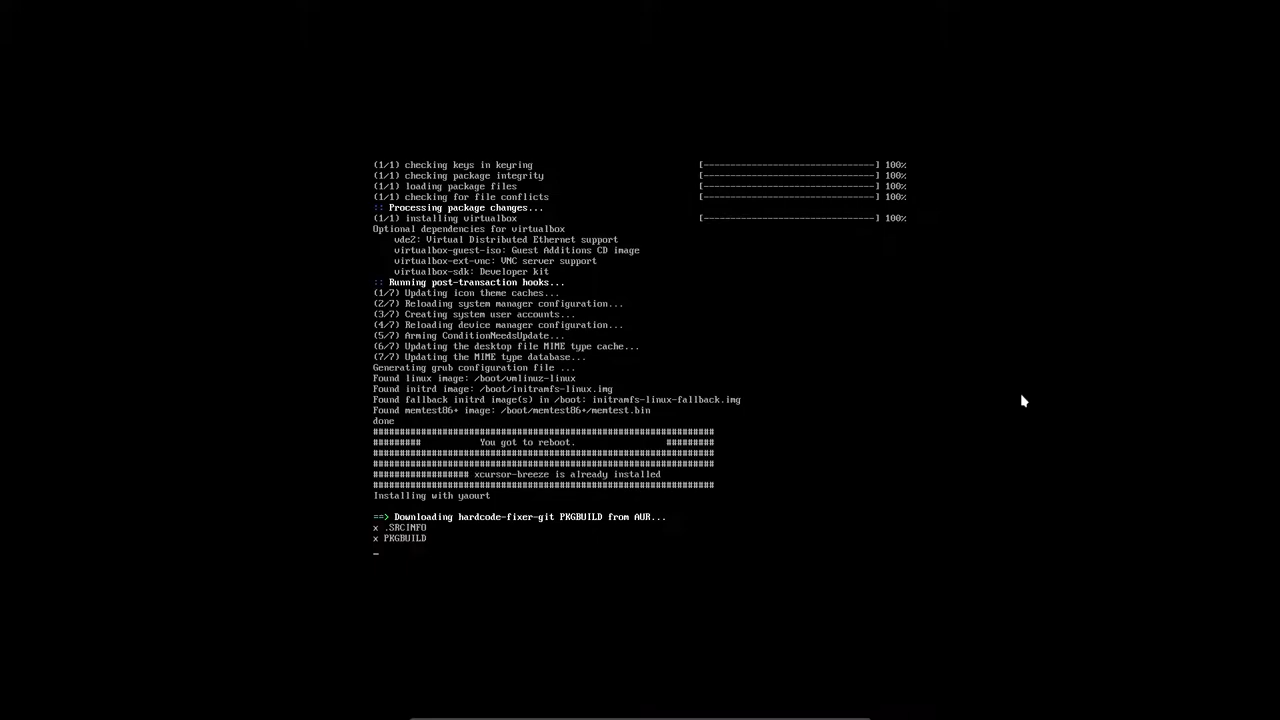 (1/1) checking keys in keyring [--------------------------------] 100%
(1/1) checking package integrity [--------------------------------] 100%
(1/1) loading package files [--------------------------------] 100%
(1/1) checking for file conflicts [--------------------------------] 100%
:: Processing package changes...
(1/1) installing virtualbox [--------------------------------] 100%
Optional dependencies for virtualbox
    vde2: Virtual Distributed Ethernet support
    virtualbox-guest-iso: Guest Additions CD image
    virtualbox-ext-vnc: VNC server support
    virtualbox-sdk: Developer kit
:: Running post-transaction hooks...
(1/7) Updating icon theme caches...
(2/7) Reloading system manager configuration...
(3/7) Creating system user accounts...
(4/7) Reloading device manager configuration...
(5/7) Arming ConditionNeedsUpdate...
(6/7) Updating the desktop file MIME type cache...
(7/7) Updating the MIME type database...
Generating grub configuration file ...
Found linux image: /boot/vmlinuz-linux
Found initrd image: /boot/initramfs-linux.img
Found fallback initrd image(s) in /boot: initramfs-linux-fallback.img
Found memtest86+ image: /boot/memtest86+/memtest.bin
done
################################################################
#########           You got to reboot.                 #########
################################################################
################################################################
################## xcursor-breeze is already installed
################################################################
Installing with yaourt
==> Downloading hardcode-fixer-git PKGBUILD from AUR...
x .SRCINFO
x PKGBUILD
_